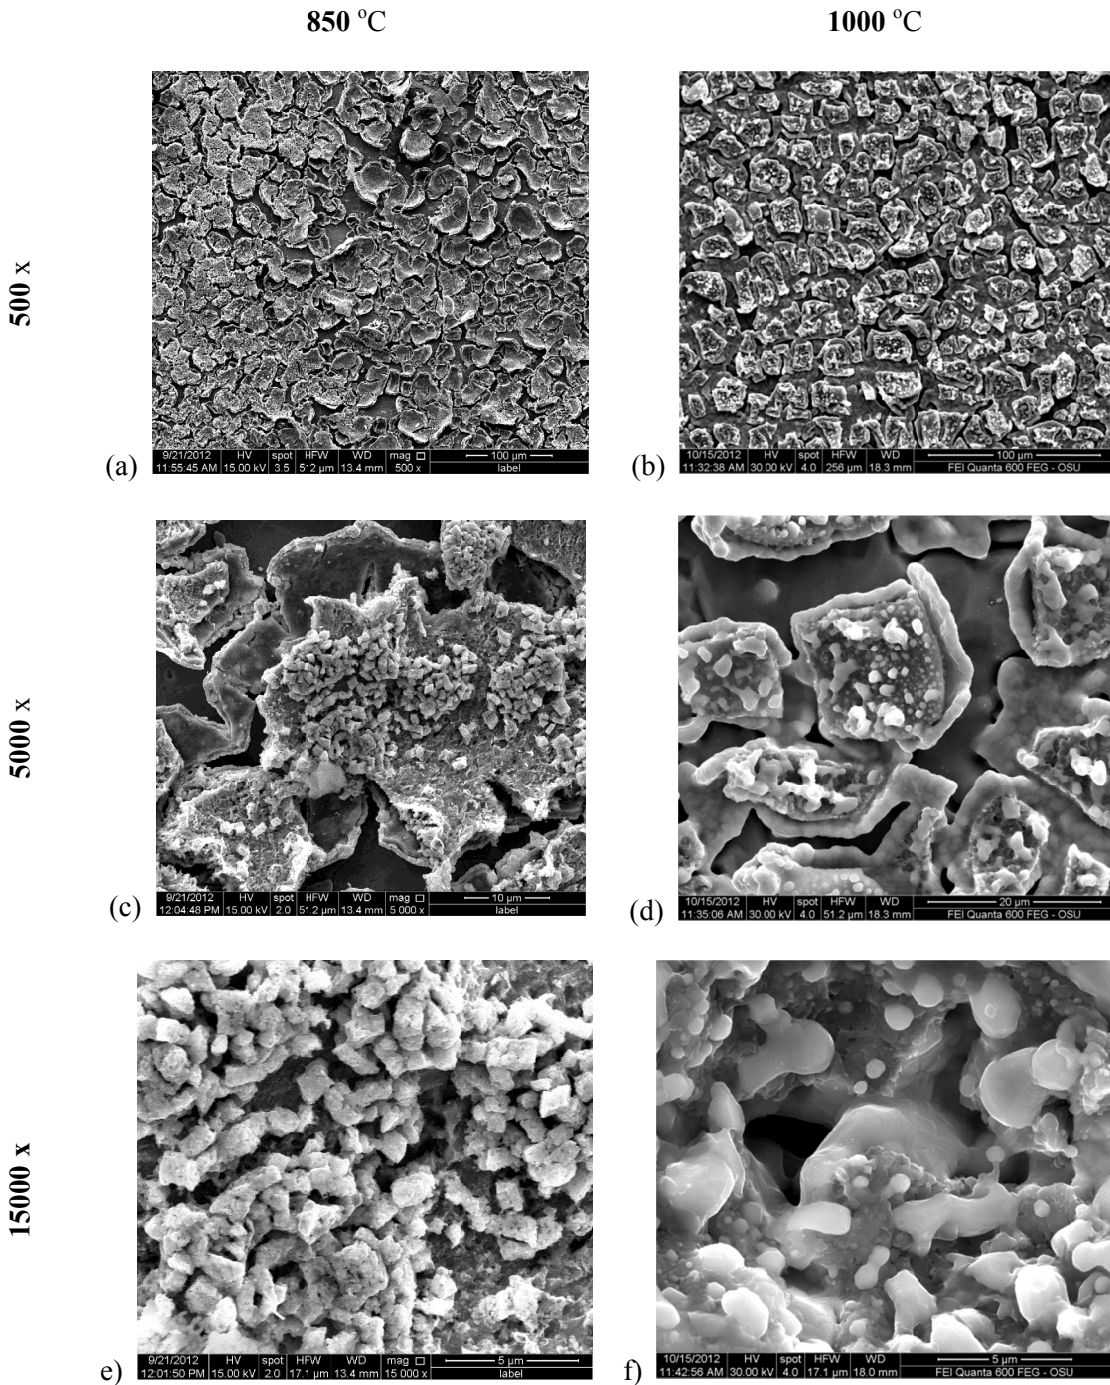 850 °C
1000 °C
500 x
(a)
9/21/2012 HV spot HFW WD mag
11:55:45 AM 15.00 kV 3.5 512 µm 13.4 mm 500 x
100 µm
label
(b)
10/15/2012 HV spot HFW WD
11:32:38 AM 30.00 kV 4.0 256 µm 18.3 mm
100 µm
FEI Quanta 600 FEG - OSU
5000 x
(c)
9/21/2012 HV spot HFW WD mag
12:04:48 PM 15.00 kV 2.0 51.2 µm 13.4 mm 5 000 x
10 µm
label
(d)
10/15/2012 HV spot HFW WD
11:35:06 AM 30.00 kV 4.0 51.2 µm 18.3 mm
20 µm
FEI Quanta 600 FEG - OSU
15000 x
e)
9/21/2012 HV spot HFW WD mag
12:01:50 PM 15.00 kV 2.0 17.1 µm 13.4 mm 15 000 x
5 µm
label
f)
10/15/2012 HV spot HFW WD
11:42:56 AM 30.00 kV 4.0 17.1 µm 18.0 mm
5 µm
FEI Quanta 600 FEG - OSU